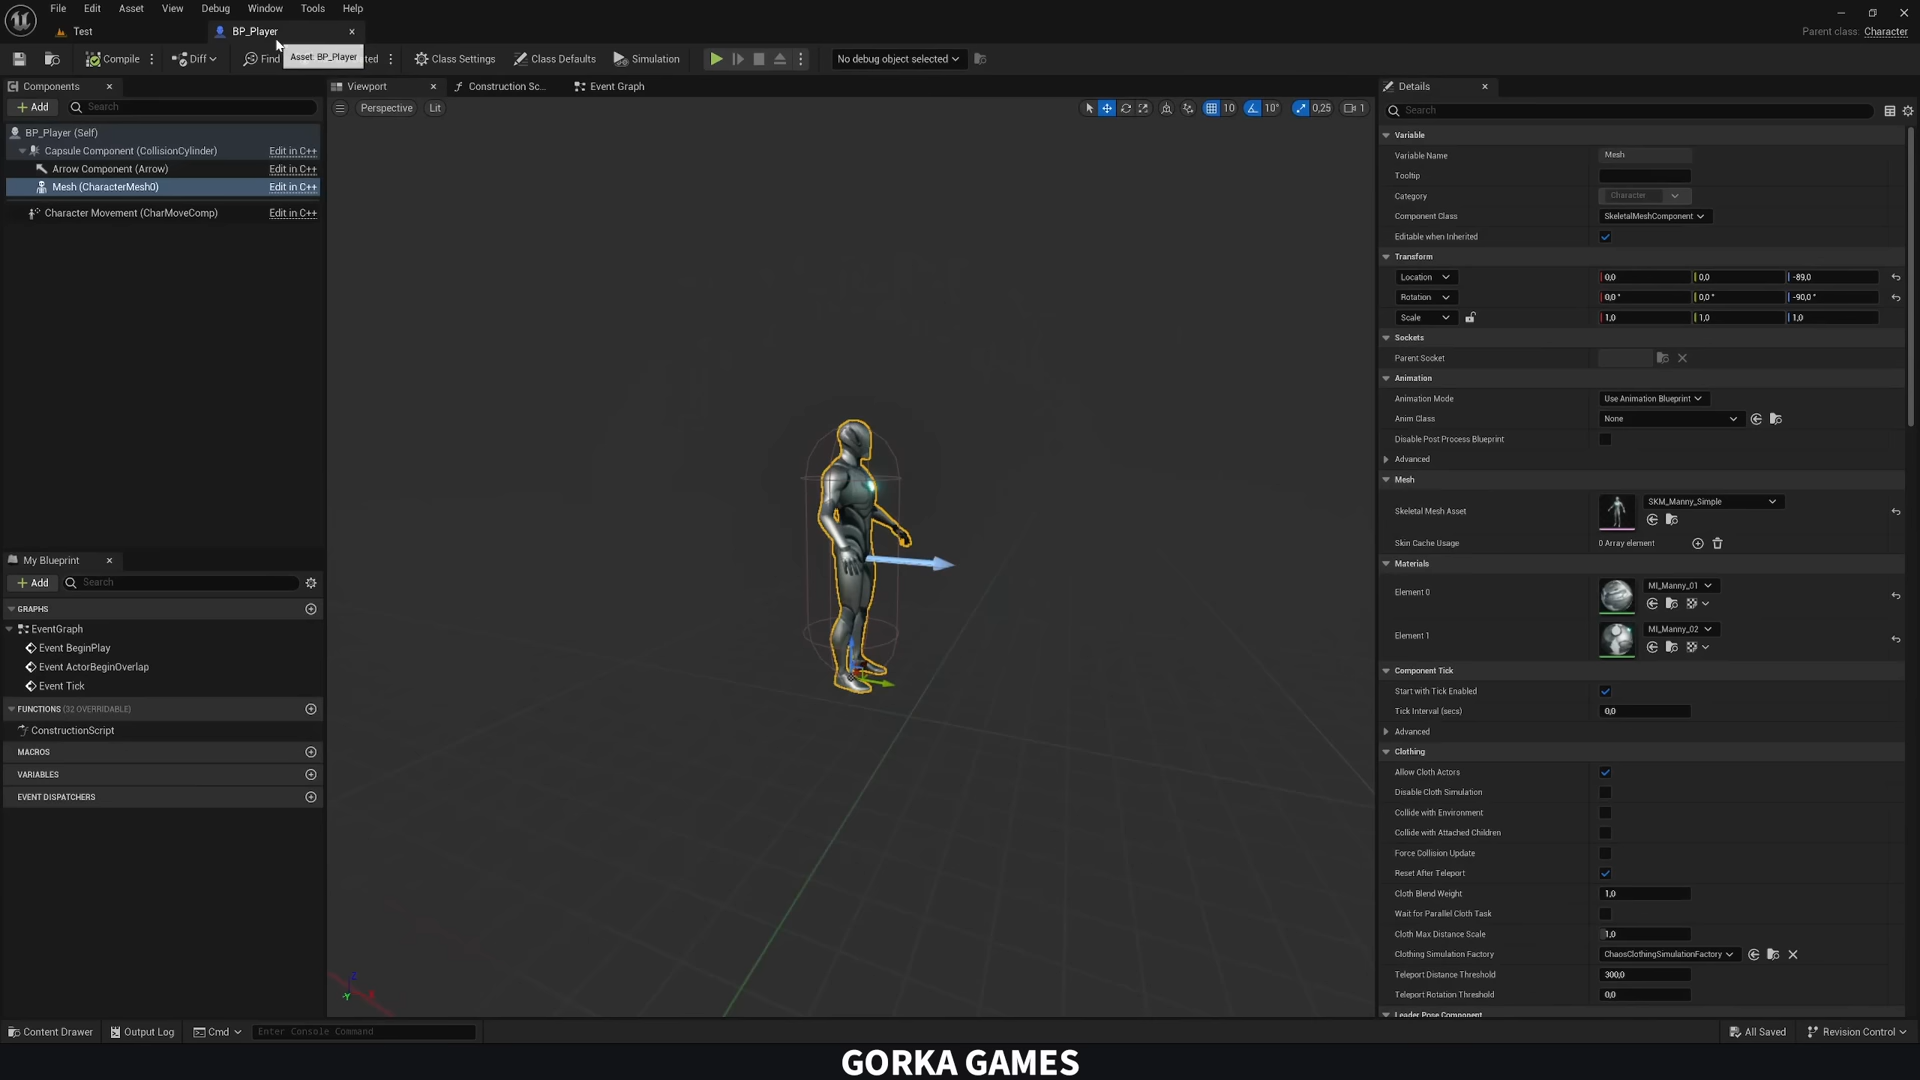 File Edit Asset View Debug Window Tools Help
Test
BP_Player
Parent class: Character
Compile
Diff
Find
Asset: BP_Player
Class Settings
Class Defaults
Simulation
No debug object selected
Components
Add
Search
BP_Player (Self)
Capsule Component (CollisionCylinder) Edit in C++
Arrow Component (Arrow) Edit in C++
Mesh (CharacterMesh0) Edit in C++
Character Movement (CharMoveComp) Edit in C++
Viewport
Construction Sc...
Event Graph
Perspective
Lit
10
10°
0,25
1
My Blueprint
Add
Search
GRAPHS
EventGraph
Event BeginPlay
Event ActorBeginOverlap
Event Tick
FUNCTIONS (32 OVERRIDABLE)
ConstructionScript
MACROS
VARIABLES
EVENT DISPATCHERS
Z
X
Y
Details
Search
Variable
Variable Name Mesh
Tooltip
Category Character
Component Class SkeletalMeshComponent
Editable when Inherited
Transform
Location 0,0 0,0 -89,0
Rotation 0,0 ° 0,0 ° -90,0 °
Scale 1,0 1,0 1,0
Sockets
Parent Socket
Animation
Animation Mode Use Animation Blueprint
Anim Class None
Disable Post Process Blueprint
Advanced
Mesh
Skeletal Mesh Asset SKM_Manny_Simple
Skin Cache Usage 0 Array element
Materials
Element 0 MI_Manny_01
Element 1 MI_Manny_02
Component Tick
Start with Tick Enabled
Tick Interval (secs) 0,0
Advanced
Clothing
Allow Cloth Actors
Disable Cloth Simulation
Collide with Environment
Collide with Attached Children
Force Collision Update
Reset After Teleport
Cloth Blend Weight 1,0
Wait for Parallel Cloth Task
Cloth Max Distance Scale 1,0
Clothing Simulation Factory ChaosClothingSimulationFactory
Teleport Distance Threshold 300,0
Teleport Rotation Threshold 0,0
Leader Pose Component
Content Drawer
Output Log
Cmd
Enter Console Command
All Saved
Revision Control
GORKA GAMES